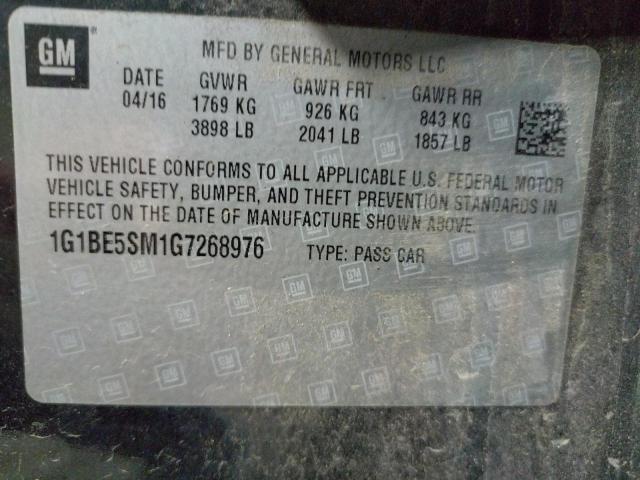 GM ®
MFD BY GENERAL MOTORS LLC
DATE GVWR GAWR FRT GAWR RR
04/16 1769 KG 926 KG 843 KG
3898 LB 2041 LB 1857 LB
THIS VEHICLE CONFORMS TO ALL APPLICABLE U.S. FEDERAL MOTOR
VEHICLE SAFETY, BUMPER, AND THEFT PREVENTION STANDARDS IN
EFFECT ON THE DATE OF MANUFACTURE SHOWN ABOVE.
1G1BE5SM1G7268976 TYPE: PASS CAR